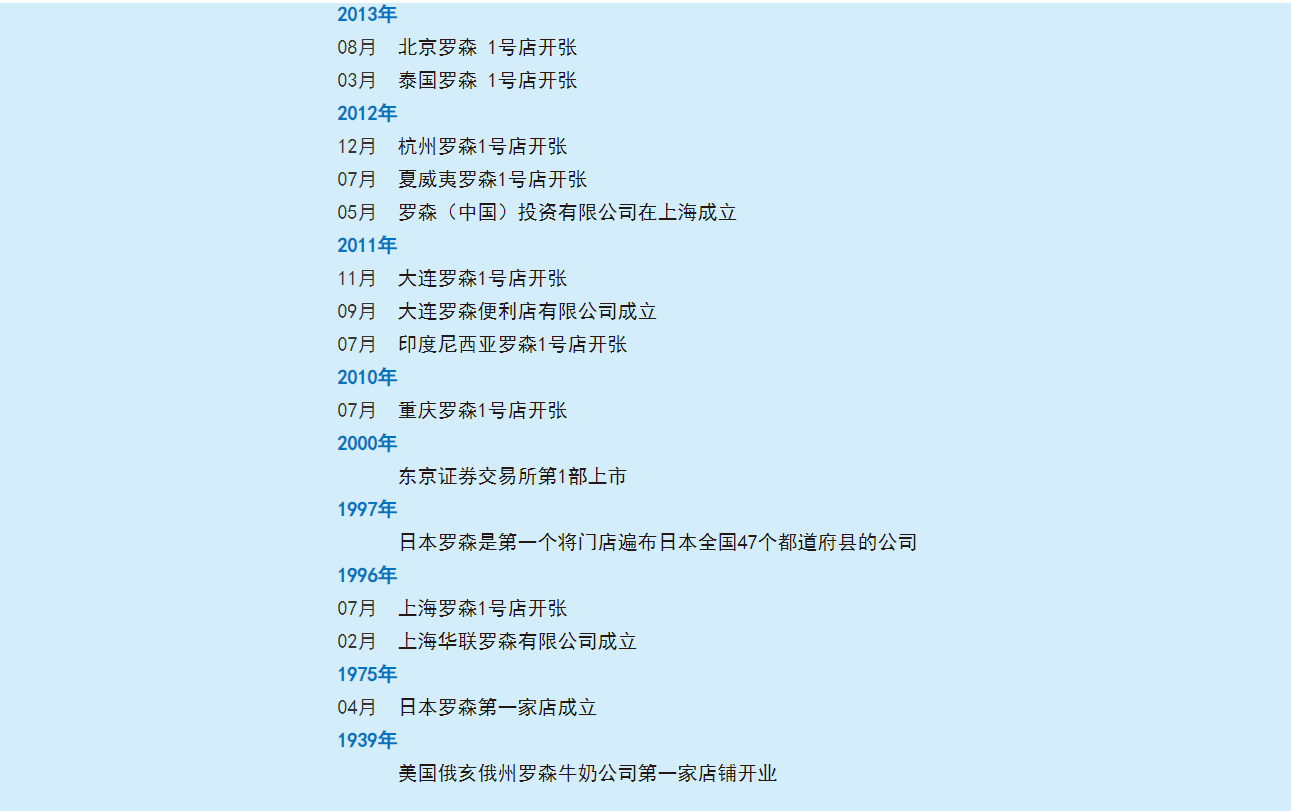 2013年
08月 北京罗森 1号店开张
03月 泰国罗森 1号店开张
2012年
12月 杭州罗森1号店开张
07月 夏威夷罗森1号店开张
05月 罗森（中国）投资有限公司在上海成立
2011年
11月 大连罗森1号店开张
09月 大连罗森便利店有限公司成立
07月 印度尼西亚罗森1号店开张
2010年
07月 重庆罗森1号店开张
2000年
东京证券交易所第1部上市
1997年
日本罗森是第一个将门店遍布日本全国47个都道府县的公司
1996年
07月 上海罗森1号店开张
02月 上海华联罗森有限公司成立
1975年
04月 日本罗森第一家店成立
1939年
美国俄亥俄州罗森牛奶公司第一家店铺开业